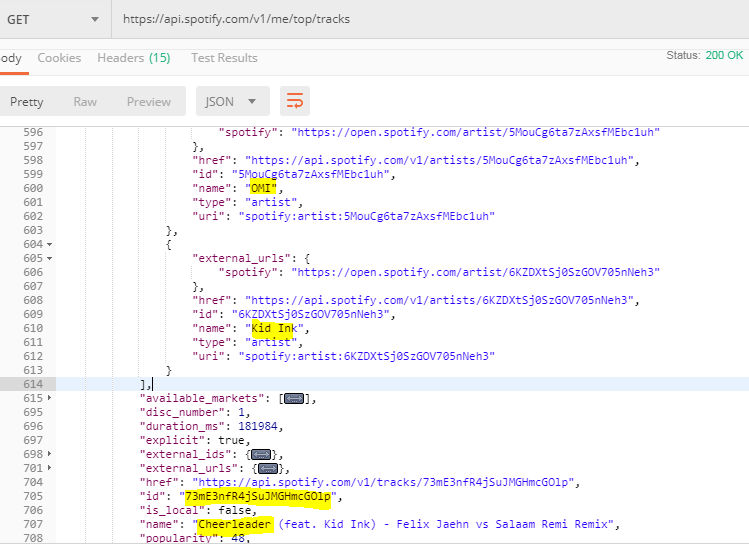 GET https://api.spotify.com/v1/me/top/tracks
ody Cookies Headers (15) Test Results Status: 200 OK
Pretty Raw Preview JSON
596 "spotify": "https://open.spotify.com/artist/5MouCg6ta7zAxsfMEbc1uh"
597 },
598 "href": "https://api.spotify.com/v1/artists/5MouCg6ta7zAxsfMEbc1uh",
599 "id": "5MouCg6ta7zAxsfMEbc1uh",
600 "name": "OMI",
601 "type": "artist",
602 "uri": "spotify:artist:5MouCg6ta7zAxsfMEbc1uh"
603 },
604 {
605 "external_urls": {
606 "spotify": "https://open.spotify.com/artist/6KZDXtSj0SzGOV705nNeh3"
607 },
608 "href": "https://api.spotify.com/v1/artists/6KZDXtSj0SzGOV705nNeh3",
609 "id": "6KZDXtSj0SzGOV705nNeh3",
610 "name": "Kid Ink",
611 "type": "artist",
612 "uri": "spotify:artist:6KZDXtSj0SzGOV705nNeh3"
613 }
614 ],
615 "available_markets": [],
695 "disc_number": 1,
696 "duration_ms": 181984,
697 "explicit": true,
698 "external_ids": {},
701 "external_urls": {},
704 "href": "https://api.spotify.com/v1/tracks/73mE3nfR4jSuJMGHmcGOlp",
705 "id": "73mE3nfR4jSuJMGHmcGOlp",
706 "is_local": false,
707 "name": "Cheerleader (feat. Kid Ink) - Felix Jaehn vs Salaam Remi Remix",
708 "popularity": 48,